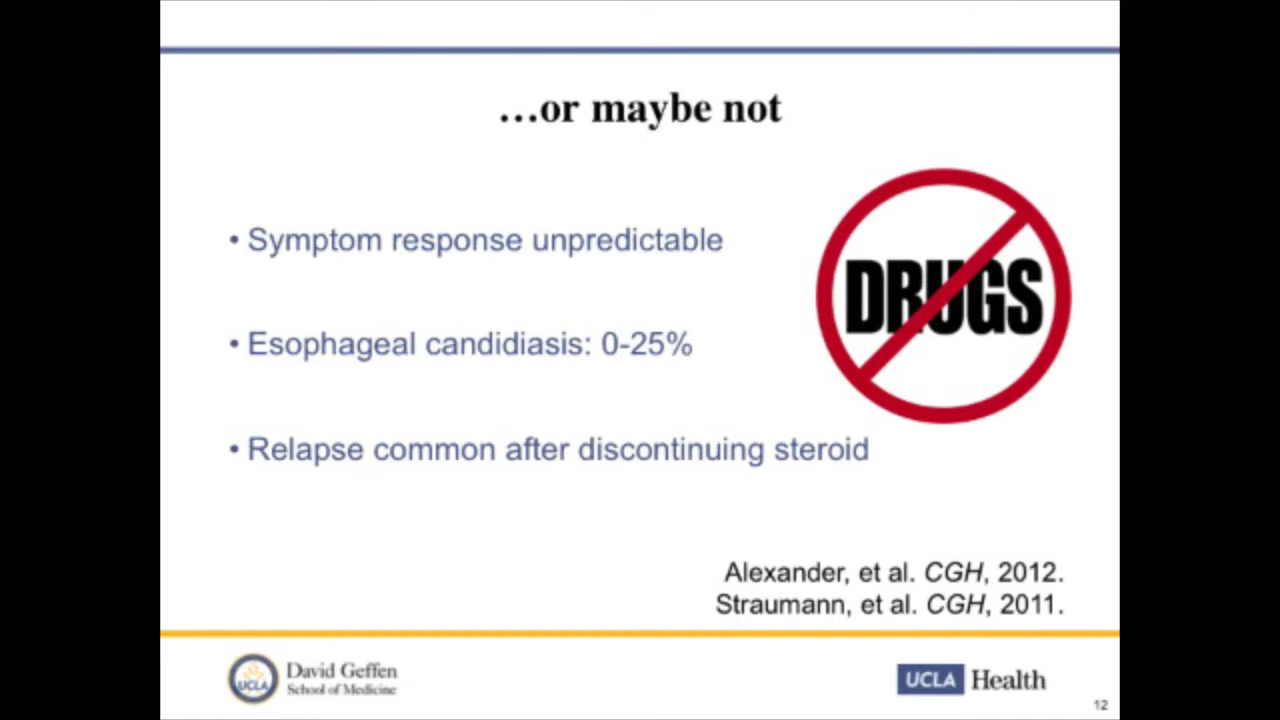 …or maybe not
• Symptom response unpredictable
DRUGS
• Esophageal candidiasis: 0-25%
• Relapse common after discontinuing steroid
Alexander, et al. CGH, 2012.
Straumann, et al. CGH, 2011.
UCLA
David Geffen
School of Medicine
UCLA Health
12